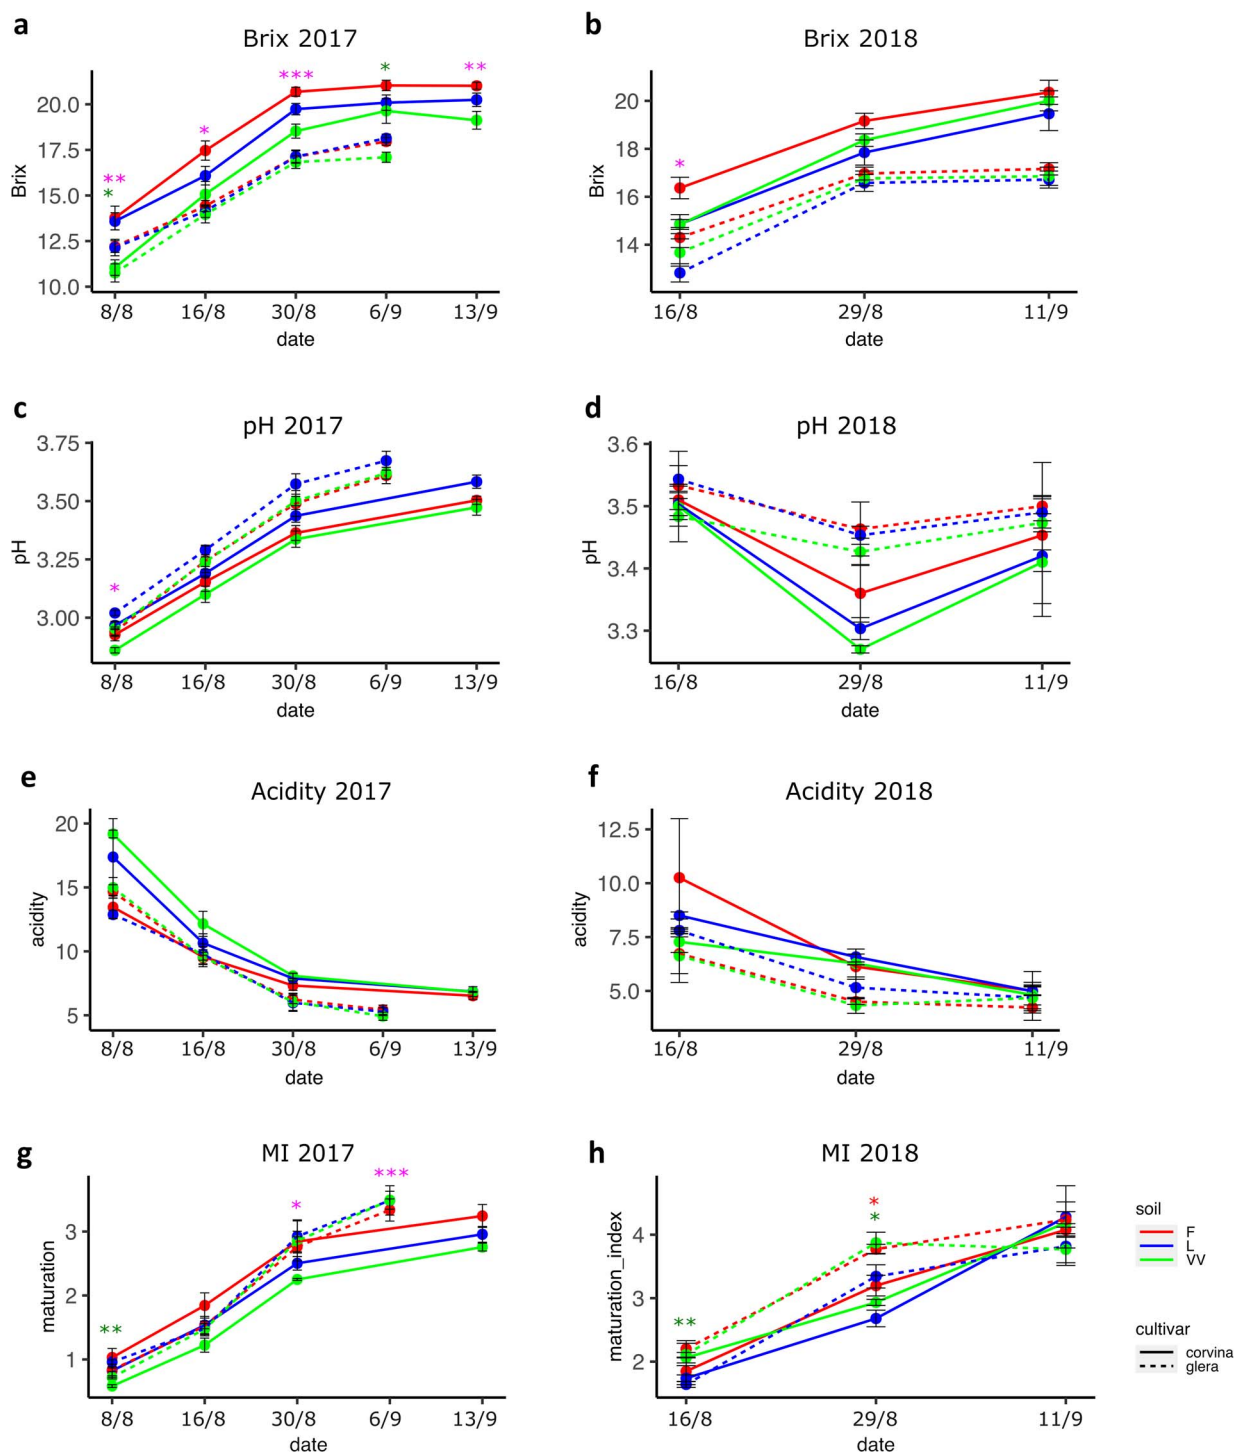 a
Brix 2017
Brix
20.0
17.5
15.0
12.5
10.0
**
*
*
***
*
**
8/8 16/8 30/8 6/9 13/9
date
b
Brix 2018
Brix
20
18
16
14
*
16/8 29/8 11/9
date
c
pH 2017
pH
3.75
3.50
3.25
3.00
*
8/8 16/8 30/8 6/9 13/9
date
d
pH 2018
pH
3.6
3.5
3.4
3.3
16/8 29/8 11/9
date
e
Acidity 2017
acidity
20
15
10
5
8/8 16/8 30/8 6/9 13/9
date
f
Acidity 2018
acidity
12.5
10.0
7.5
5.0
16/8 29/8 11/9
date
g
MI 2017
maturation
3
2
1
**
*
***
8/8 16/8 30/8 6/9 13/9
date
h
MI 2018
maturation_index
4
3
2
**
*
*
16/8 29/8 11/9
date
soil
F
L
VV
cultivar
corvina
glera